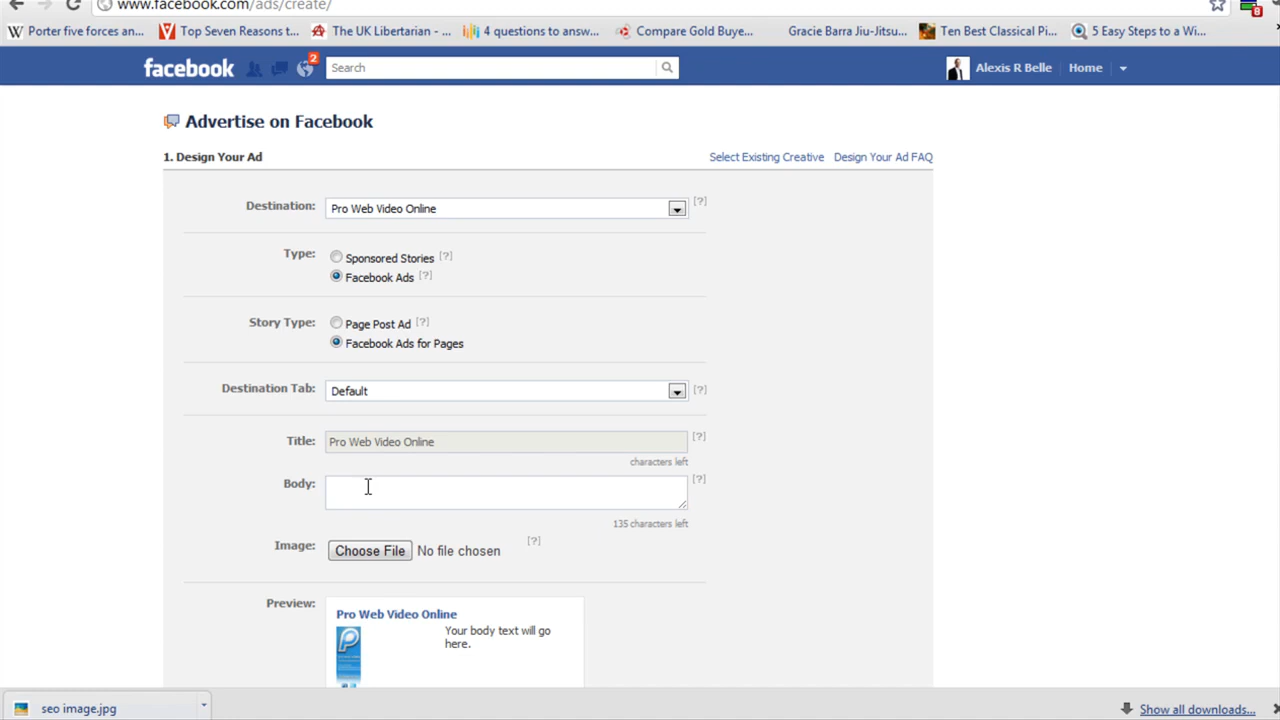 www.facebook.com/ads/create/
8
Porter five forces an... Top Seven Reasons t... The UK Libertarian - ... 4 questions to answ... Compare Gold Buye... Gracie Barra Jiu-Jitsu... Ten Best Classical Pi... 5 Easy Steps to a Wi...
facebook 2 Search Alexis R Belle Home
Advertise on Facebook
1. Design Your Ad Select Existing Creative Design Your Ad FAQ
Destination: Pro Web Video Online [?]
Type: Sponsored Stories [?]
Facebook Ads [?]
Story Type: Page Post Ad [?]
Facebook Ads for Pages
Destination Tab: Default [?]
Title: Pro Web Video Online [?]
characters left
Body: [?]
135 characters left
Image: Choose File No file chosen [?]
Preview: Pro Web Video Online
Your body text will go
here.
seo image.jpg Show all downloads...